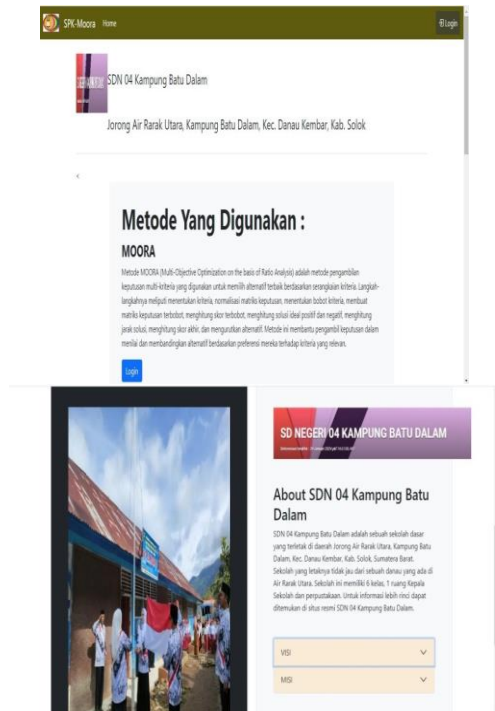 SPK-Moora Home Login
SDN 04 Kampung Batu Dalam
Jorong Air Rarak Utara, Kampung Batu Dalam, Kec. Danau Kembar, Kab. Solok
<
Metode Yang Digunakan :
MOORA
Metode MOORA (Multi-Objective Optimization on the basis of Ratio Analysis) adalah metode pengambilan
keputusan multi-kriteria yang digunakan untuk memilih alternatif terbaik berdasarkan serangkaian kriteria. Langkah-
langkahnya meliputi menentukan kriteria, normalisasi matriks keputusan, menentukan bobot kriteria, membuat
matriks keputusan terbobot, menghitung skor terbobot, menghitung solusi ideal positif dan negatif, menghitung
jarak solusi, menghitung skor akhir, dan mengurutkan alternatif. Metode ini membantu pengambil keputusan dalam
menilai dan membandingkan alternatif berdasarkan preferensi mereka terhadap kriteria yang relevan.
Login
SD NEGERI 04 KAMPUNG BATU DALAM
About SDN 04 Kampung Batu
Dalam
SDN 04 Kampung Batu Dalam adalah sebuah sekolah dasar
yang terletak di daerah Jorong Air Rarak Utara, Kampung Batu
Dalam, Kec. Danau Kembar, Kab. Solok, Sumatera Barat.
Sekolah yang letaknya tidak jau dari sebuah danau yang ada di
Air Rarak Utara. Sekolah ini memiliki 6 kelas, 1 ruang Kepala
Sekolah dan perpustakaan. Untuk informasi lebih rinci dapat
ditemukan di situs resmi SDN 04 Kampung Batu Dalam.
VISI
MISI